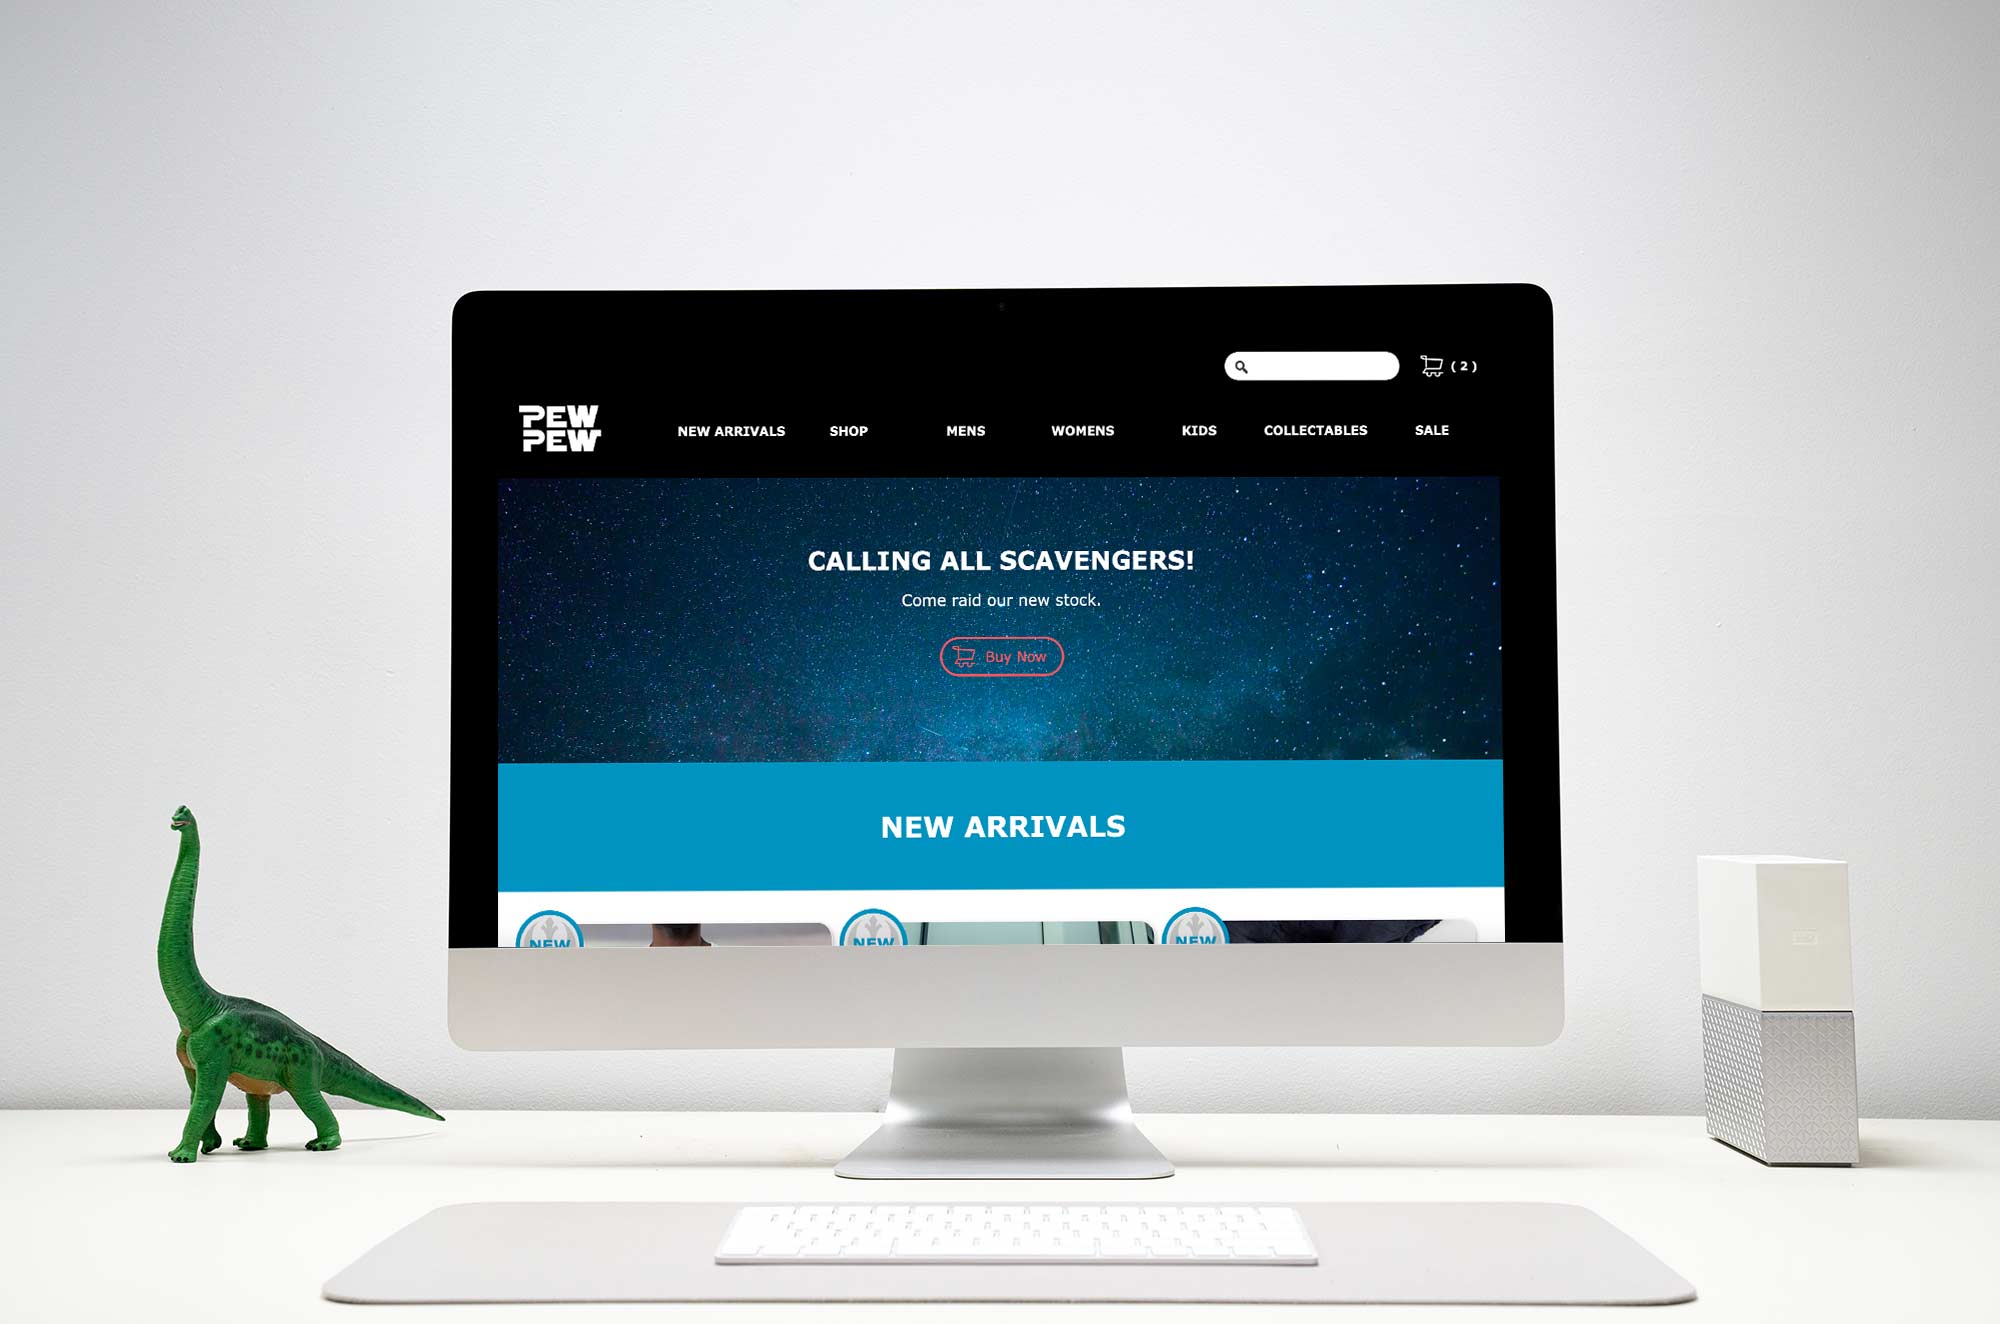 ( 2 )
PEW
PEW
NEW ARRIVALS SHOP MENS WOMENS KIDS COLLECTABLES SALE
CALLING ALL SCAVENGERS!
Come raid our new stock.
Buy Now
NEW ARRIVALS
NEW NEW NEW